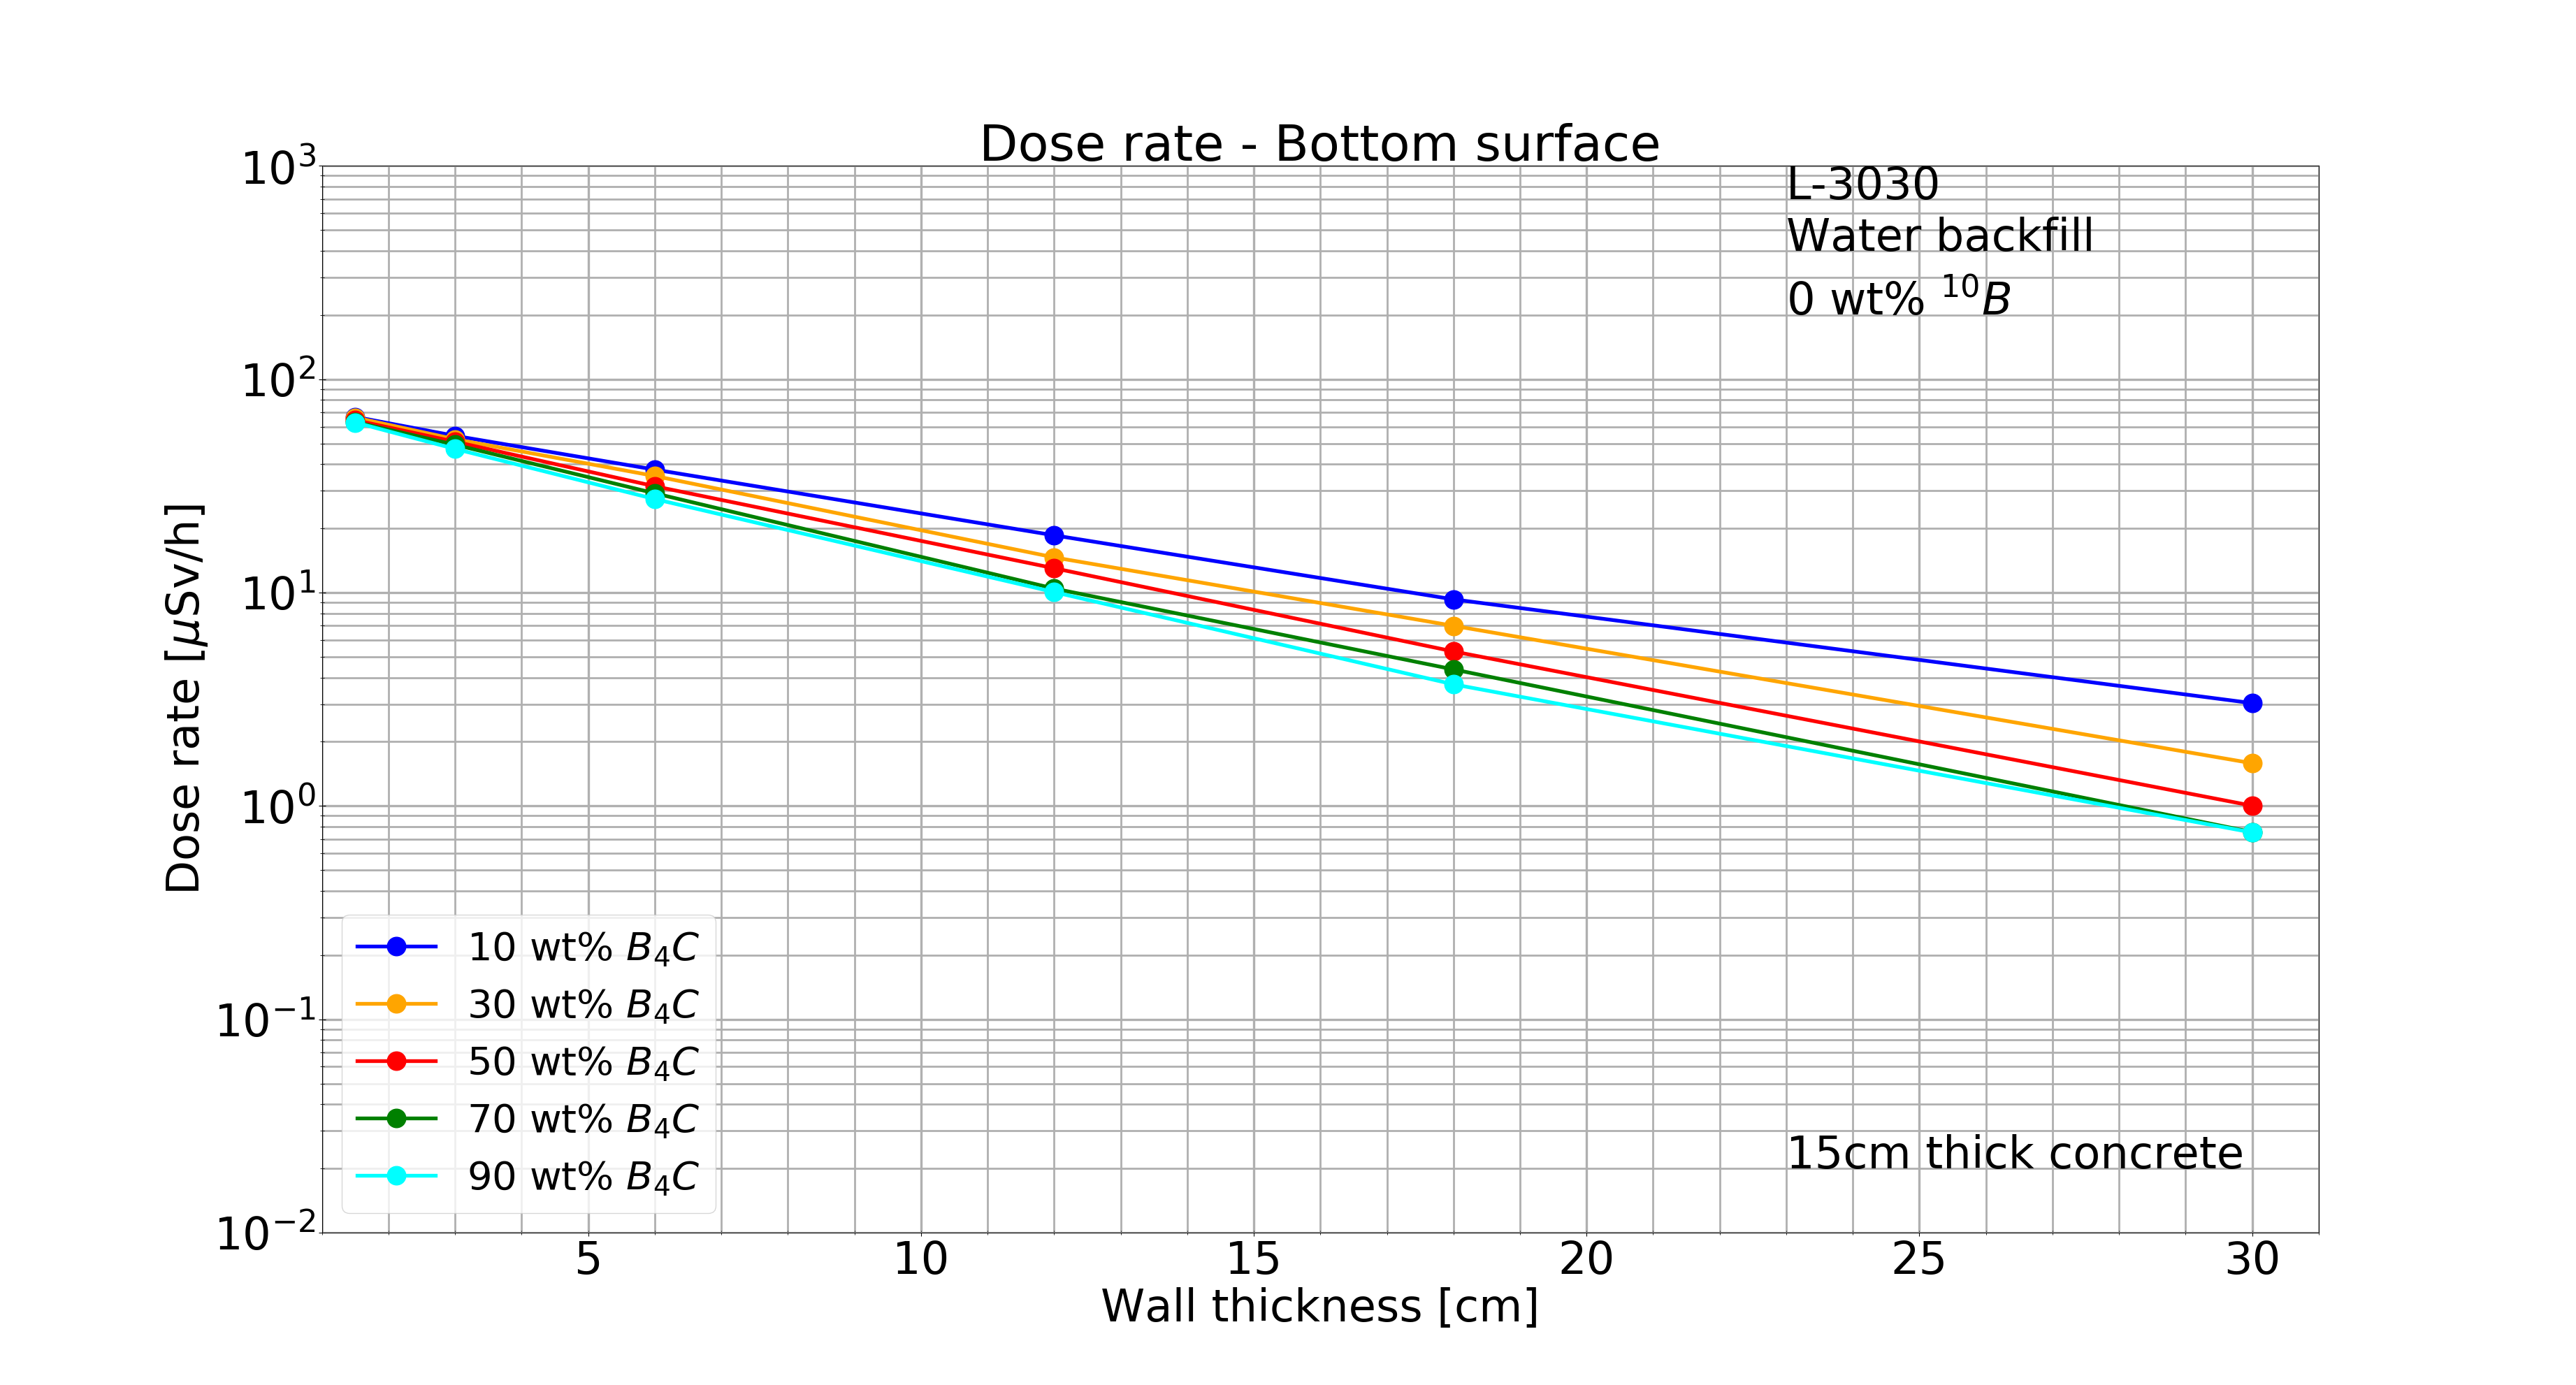 Dose rate - Bottom surface
L-3030
Water backfill
0 wt% ¹⁰B
10³
10²
10¹
10⁰
10⁻¹
10⁻²
Dose rate [μSv/h]
10 wt% B₄C
30 wt% B₄C
50 wt% B₄C
70 wt% B₄C
90 wt% B₄C
15cm thick concrete
5 10 15 20 25 30
Wall thickness [cm]